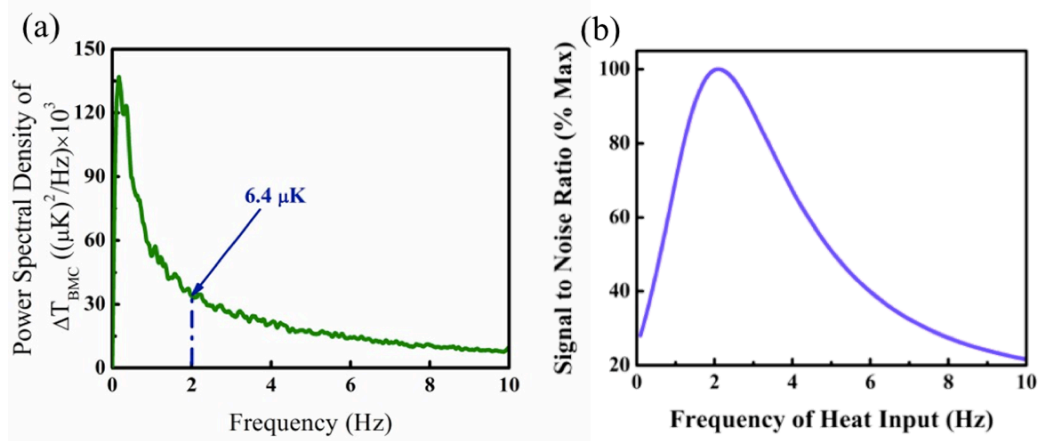 (a)
150
120
90
60
30
0
6.4 μK
0 2 4 6 8 10
Frequency (Hz)
Power Spectral Density of
ΔT_BMC ((μK)²/Hz)×10³
(b)
100
80
60
40
20
0 2 4 6 8 10
Frequency of Heat Input (Hz)
Signal to Noise Ratio (% Max)